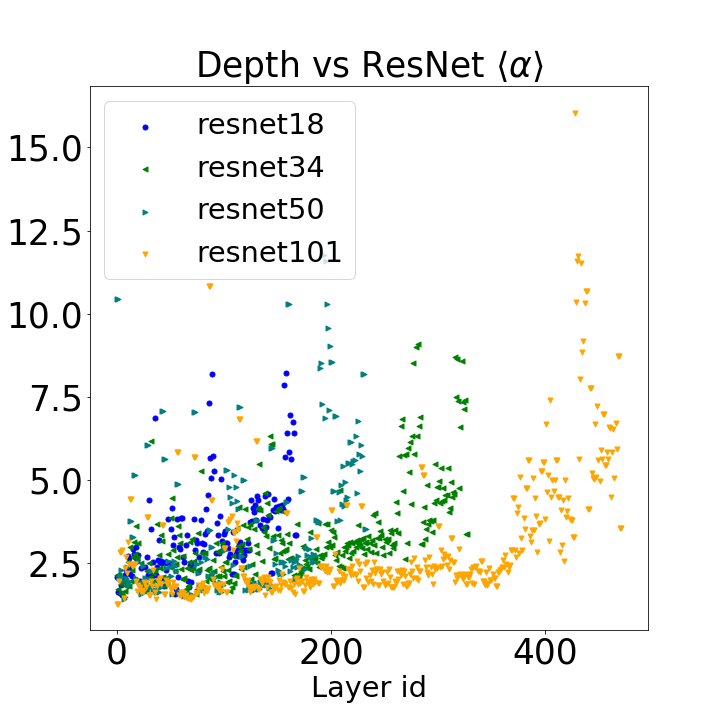 Depth vs ResNet ⟨α⟩
resnet18
resnet34
resnet50
resnet101
15.0
12.5
10.0
7.5
5.0
2.5
0 200 400
Layer id